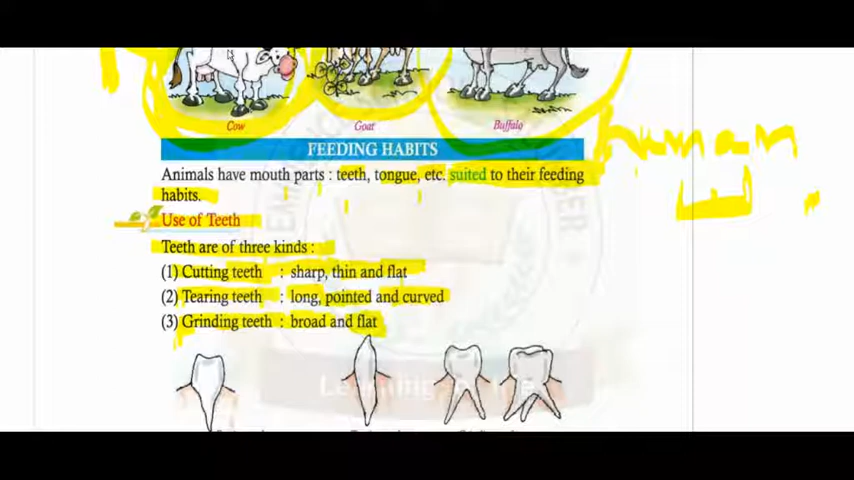 Cow
Goat
Buffalo
FEEDING HABITS
human
Animals have mouth parts : teeth, tongue, etc. suited to their feeding
habits.
Use of Teeth
Teeth are of three kinds :
(1) Cutting teeth : sharp, thin and flat
(2) Tearing teeth : long, pointed and curved
(3) Grinding teeth : broad and flat